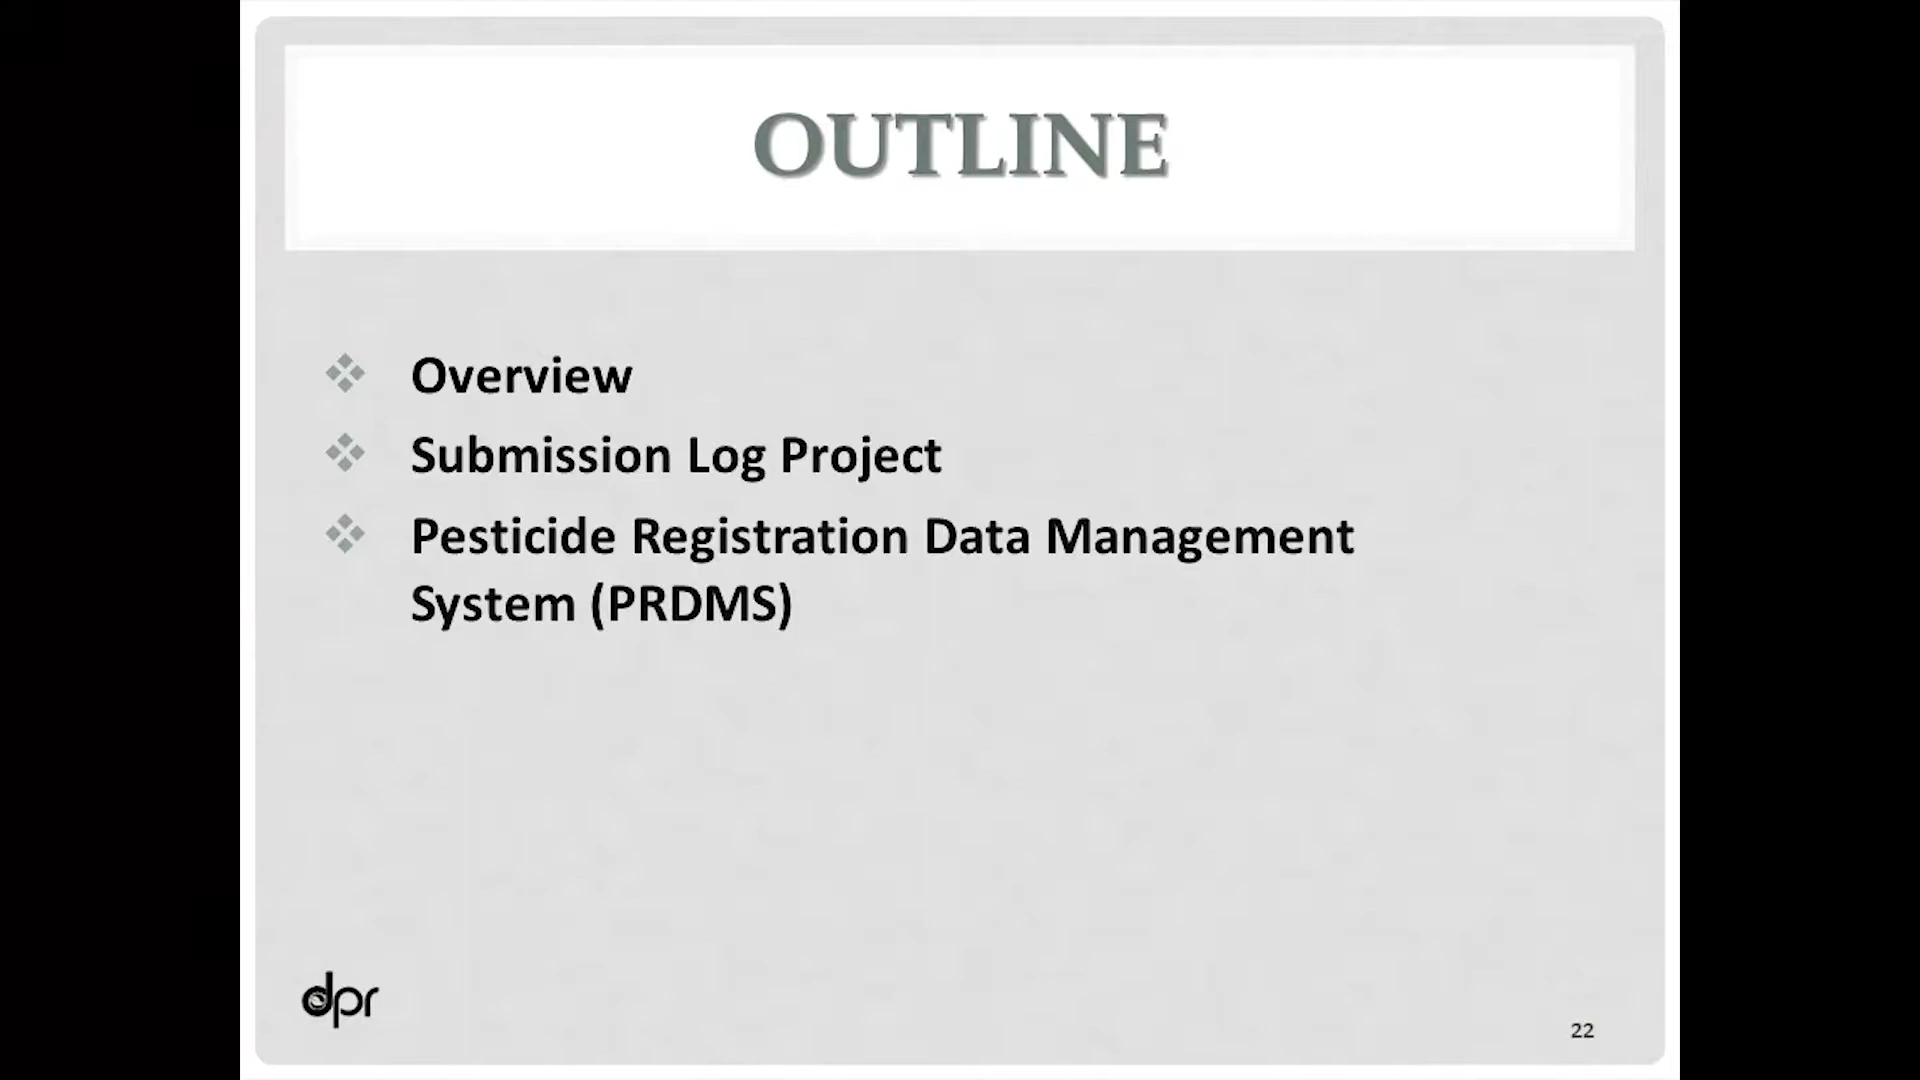 OUTLINE
Overview
Submission Log Project
Pesticide Registration Data Management
System (PRDMS)
dpr
22